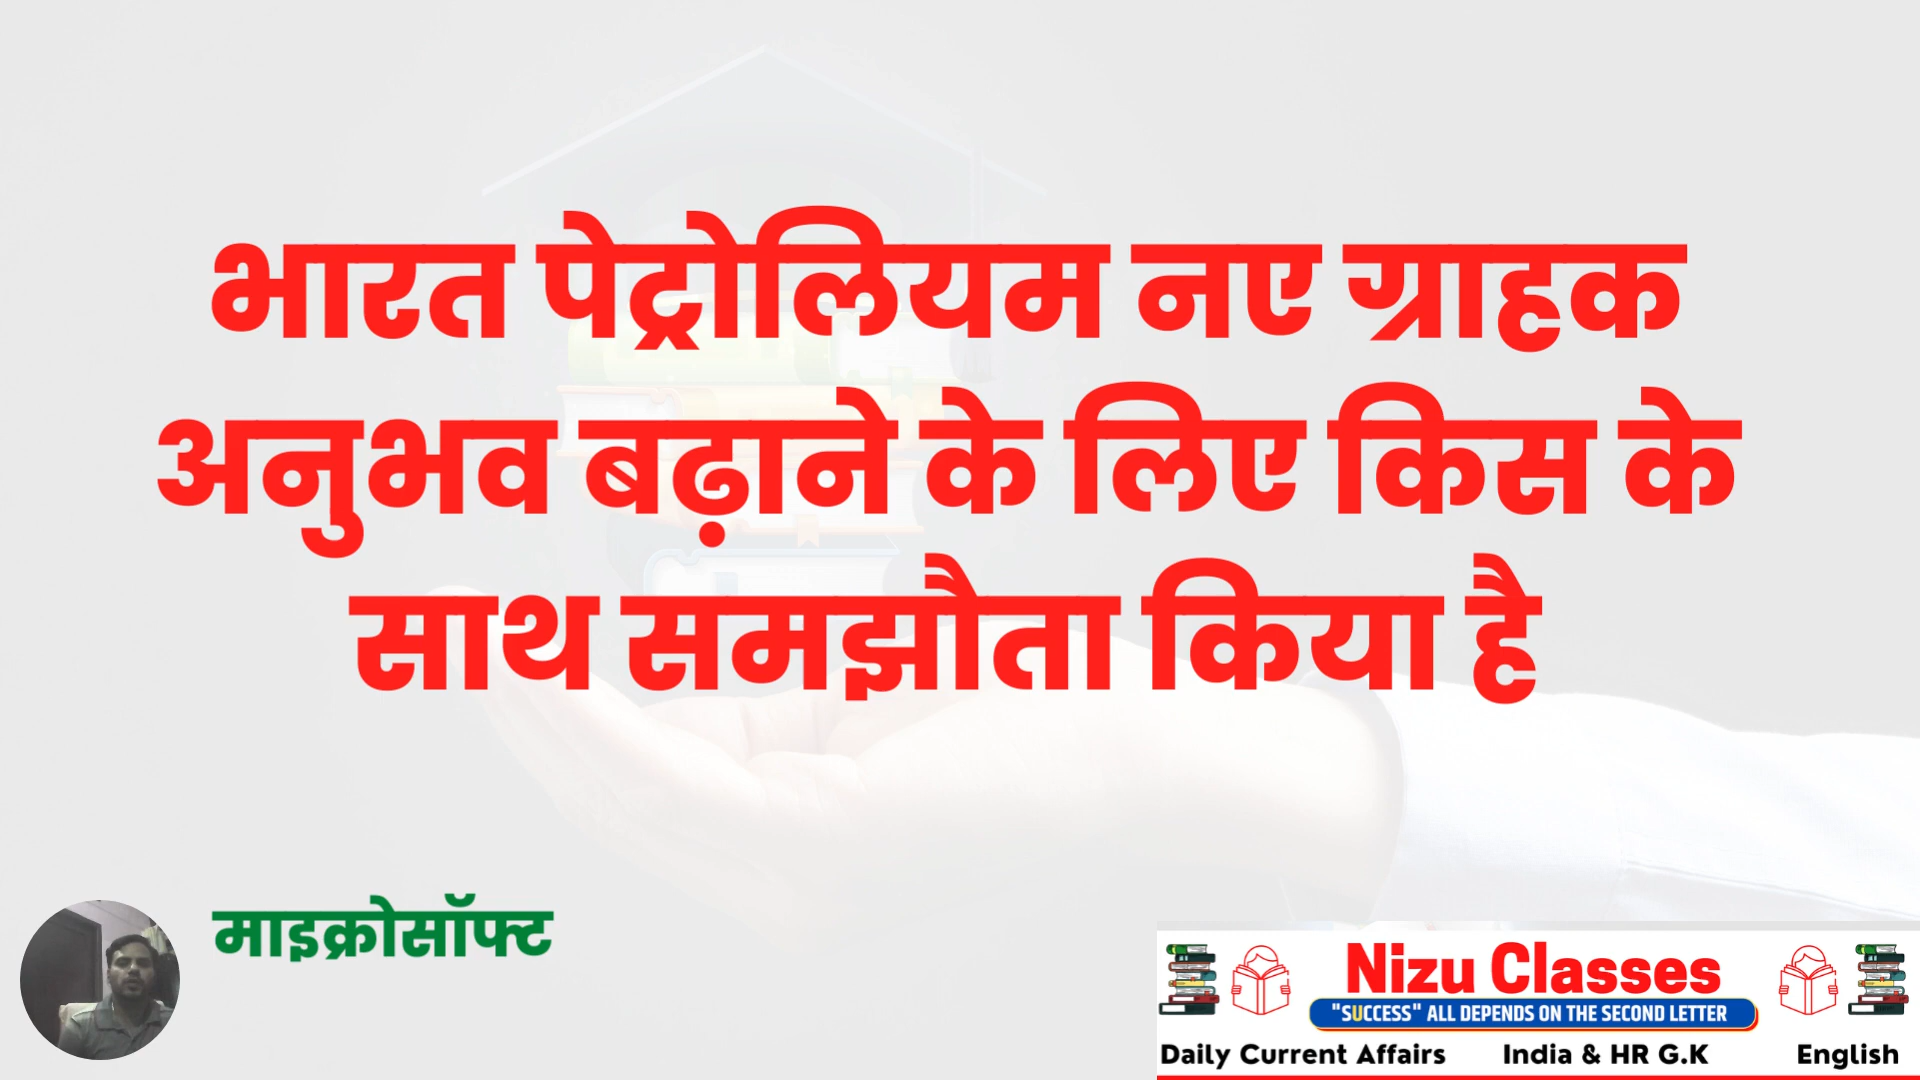 भारत पेट्रोलियम नए ग्राहक
अनुभव बढ़ाने के लिए किस के
साथ समझौता किया है
माइक्रोसॉफ्ट
Nizu Classes
"SUCCESS" ALL DEPENDS ON THE SECOND LETTER
Daily Current Affairs India & HR G.K English